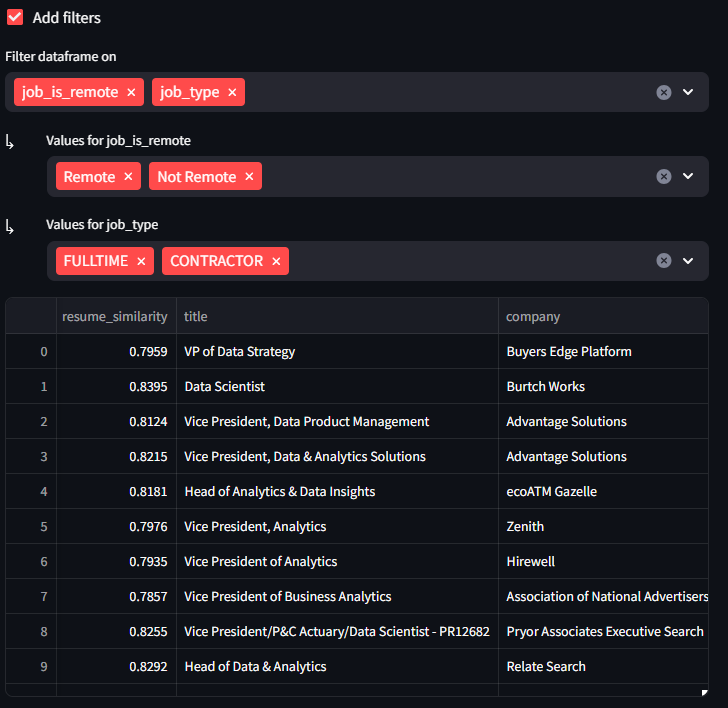 Add filters
Filter dataframe on
job_is_remote × job_type ×
Values for job_is_remote
Remote × Not Remote ×
Values for job_type
FULLTIME × CONTRACTOR ×
resume_similarity title company
0 0.7959 VP of Data Strategy Buyers Edge Platform
1 0.8395 Data Scientist Burtch Works
2 0.8124 Vice President, Data Product Management Advantage Solutions
3 0.8215 Vice President, Data & Analytics Solutions Advantage Solutions
4 0.8181 Head of Analytics & Data Insights ecoATM Gazelle
5 0.7976 Vice President, Analytics Zenith
6 0.7935 Vice President of Analytics Hirewell
7 0.7857 Vice President of Business Analytics Association of National Advertisers
8 0.8255 Vice President/P&C Actuary/Data Scientist - PR12682 Pryor Associates Executive Search
9 0.8292 Head of Data & Analytics Relate Search